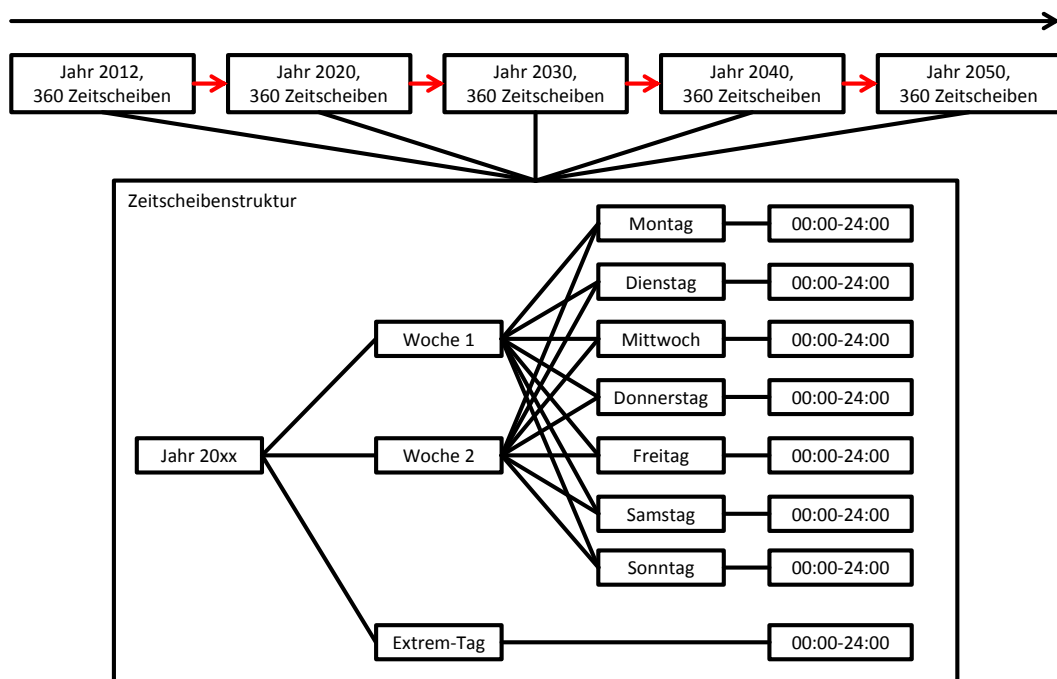 Jahr 2012,
360 Zeitscheiben
Jahr 2020,
360 Zeitscheiben
Jahr 2030,
360 Zeitscheiben
Jahr 2040,
360 Zeitscheiben
Jahr 2050,
360 Zeitscheiben
Zeitscheibenstruktur
Jahr 20xx
Woche 1
Woche 2
Extrem-Tag
Montag
00:00-24:00
Dienstag
00:00-24:00
Mittwoch
00:00-24:00
Donnerstag
00:00-24:00
Freitag
00:00-24:00
Samstag
00:00-24:00
Sonntag
00:00-24:00
00:00-24:00